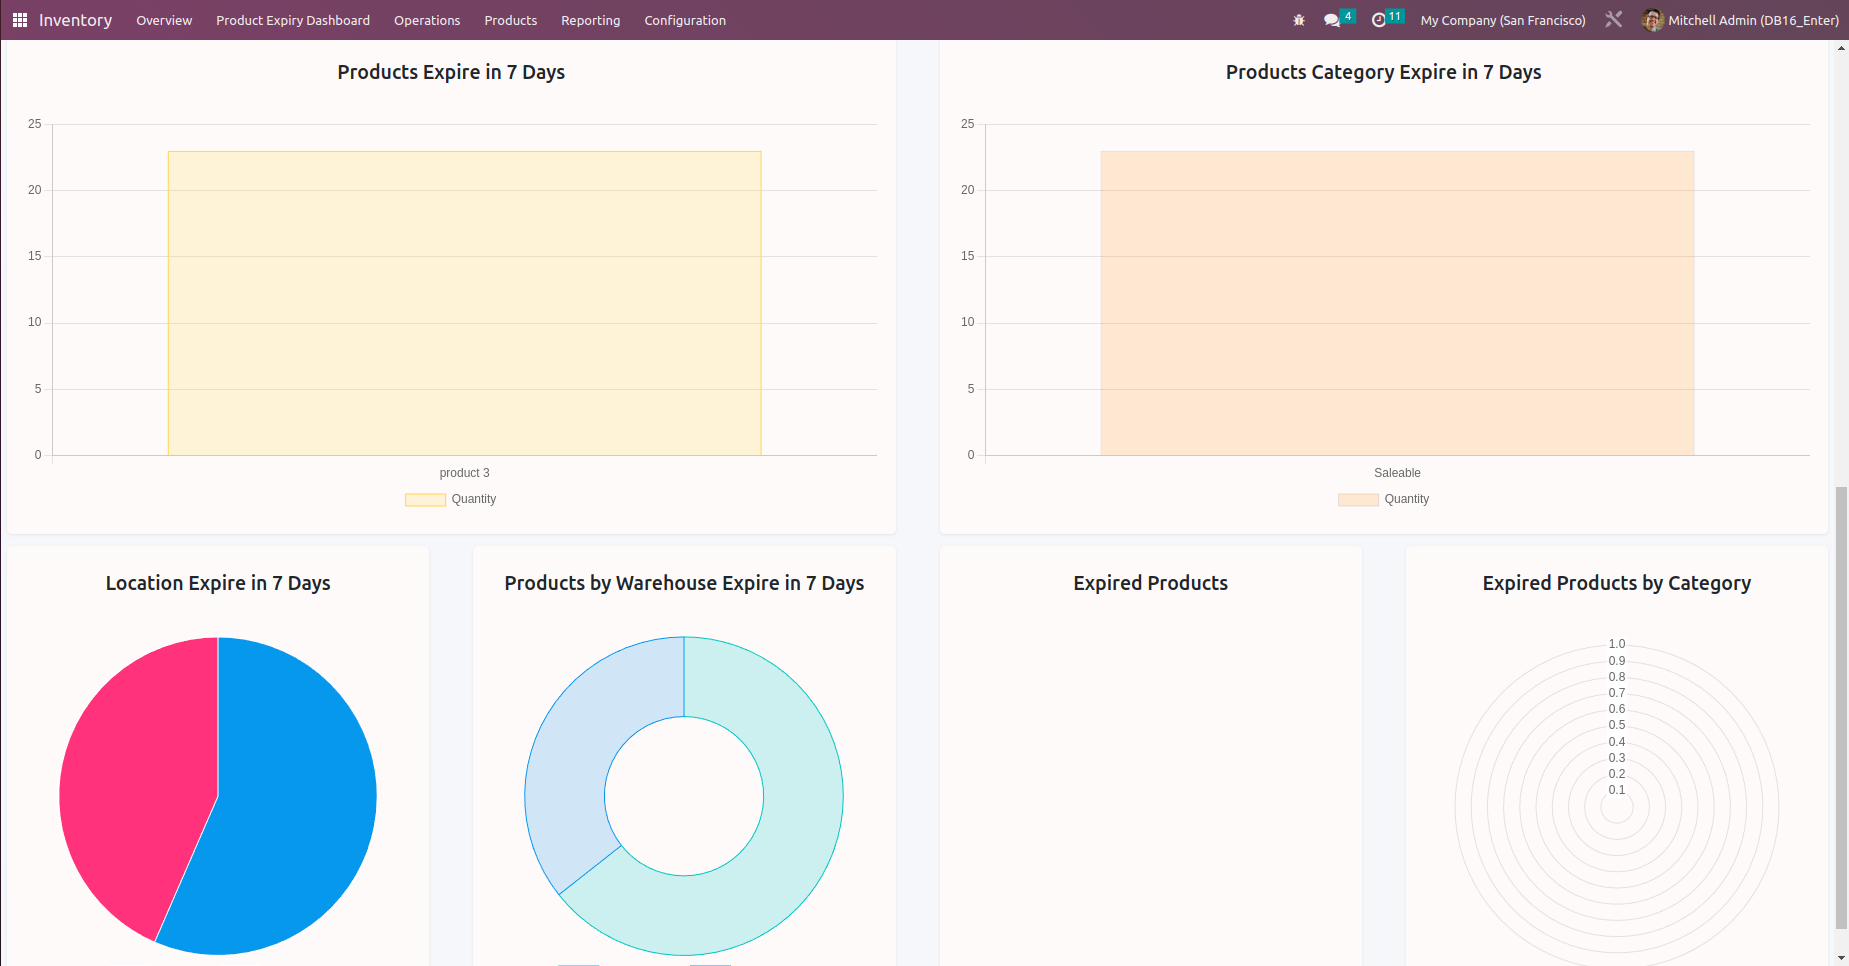 Inventory Overview Product Expiry Dashboard Operations Products Reporting Configuration 4 11 My Company (San Francisco) Mitchell Admin (DB16_Enter)
Products Expire in 7 Days
25
20
15
10
5
0
product 3
Quantity
Products Category Expire in 7 Days
25
20
15
10
5
0
Saleable
Quantity
Location Expire in 7 Days
Products by Warehouse Expire in 7 Days
Expired Products
Expired Products by Category
1.0
0.9
0.8
0.7
0.6
0.5
0.4
0.3
0.2
0.1